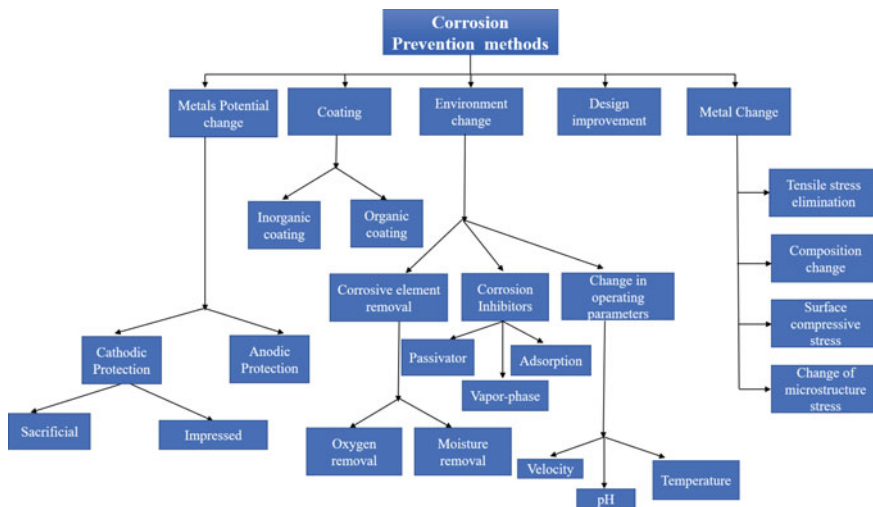 Corrosion
Prevention methods
Metals Potential
change
Coating
Environment
change
Design
improvement
Metal Change
Tensile stress
elimination
Inorganic
coating
Organic
coating
Composition
change
Corrosive element
removal
Corrosion
Inhibitors
Change in
operating
parameters
Surface
compressive
stress
Cathodic
Protection
Anodic
Protection
Passivator
Adsorption
Vapor-phase
Change of
microstructure
stress
Sacrificial
Impressed
Oxygen
removal
Moisture
removal
Velocity
pH
Temperature